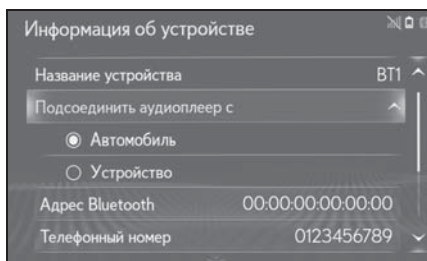 Информация об устройстве
Название устройства BT1
Подсоединить аудиоплеер с
Автомобиль
Устройство
Адрес Bluetooth 00:00:00:00:00:00
Телефонный номер 0123456789